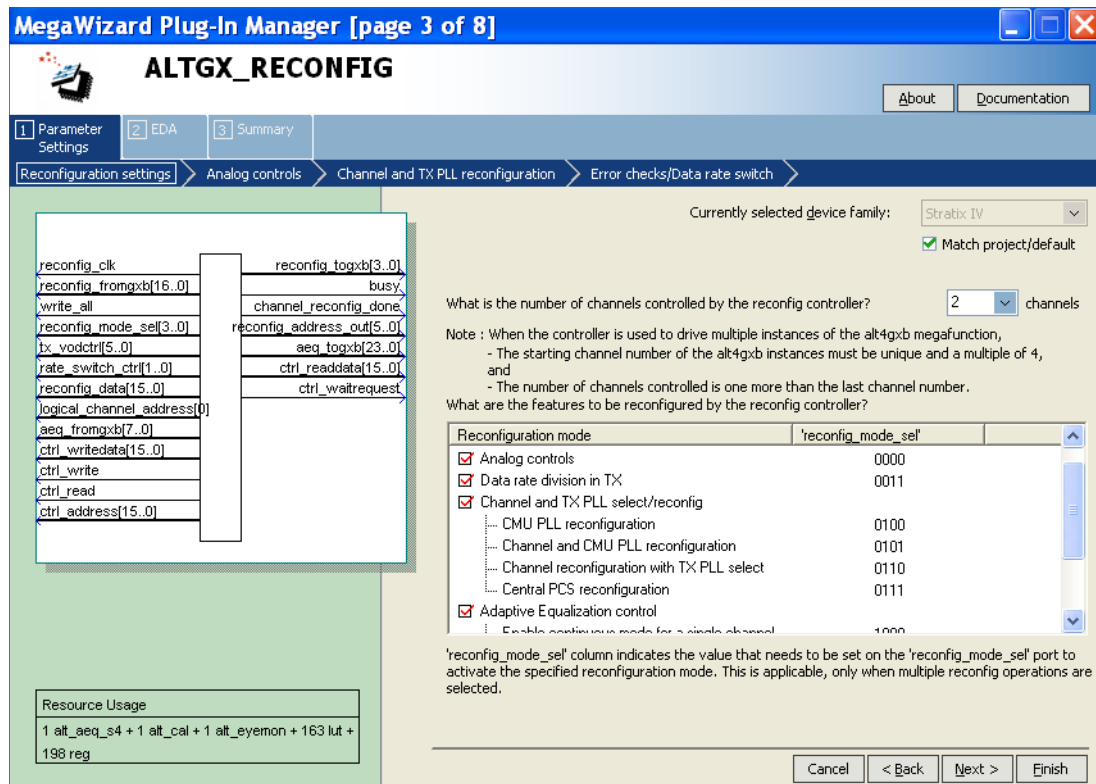 MegaWizard Plug-In Manager [page 3 of 8]
ALTGX_RECONFIG
About
Documentation
1 Parameter Settings
2 EDA
3 Summary
Reconfiguration settings
Analog controls
Channel and TX PLL reconfiguration
Error checks/Data rate switch
Currently selected device family:
Stratix IV
Match project/default
reconfig_clk
reconfig_fromgxb[16..0]
write_all
reconfig_mode_sel[3..0]
tx_vodctrl[5..0]
rate_switch_ctrl[1..0]
reconfig_data[15..0]
logical_channel_address[0]
aeq_fromgxb[7..0]
ctrl_writedata[15..0]
ctrl_write
ctrl_read
ctrl_address[15..0]
reconfig_togxb[3..0]
busy
channel_reconfig_done
reconfig_address_out[5..0]
aeq_togxb[23..0]
ctrl_readdata[15..0]
ctrl_waitrequest
What is the number of channels controlled by the reconfig controller?
2
channels
Note : When the controller is used to drive multiple instances of the alt4gxb megafunction,
- The starting channel number of the alt4gxb instances must be unique and a multiple of 4,
and
- The number of channels controlled is one more than the last channel number.
What are the features to be reconfigured by the reconfig controller?
Reconfiguration mode 'reconfig_mode_sel'
Analog controls 0000
Data rate division in TX 0011
Channel and TX PLL select/reconfig
CMU PLL reconfiguration 0100
Channel and CMU PLL reconfiguration 0101
Channel reconfiguration with TX PLL select 0110
Central PCS reconfiguration 0111
Adaptive Equalization control
Enable continuous mode for a single channel 1000
'reconfig_mode_sel' column indicates the value that needs to be set on the 'reconfig_mode_sel' port to
activate the specified reconfiguration mode. This is applicable, only when multiple reconfig operations are
selected.
Resource Usage
1 alt_aeq_s4 + 1 alt_cal + 1 alt_eyemon + 163 lut +
198 reg
Cancel
< Back
Next >
Finish